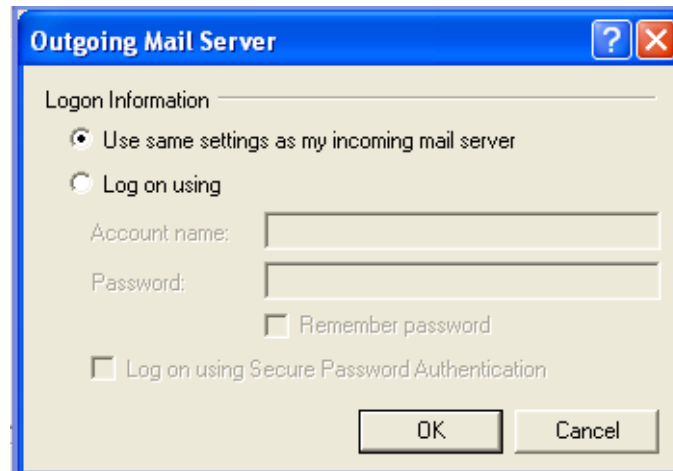 Outgoing Mail Server
Logon Information
Use same settings as my incoming mail server
Log on using
Account name:
Password:
Remember password
Log on using Secure Password Authentication
OK Cancel